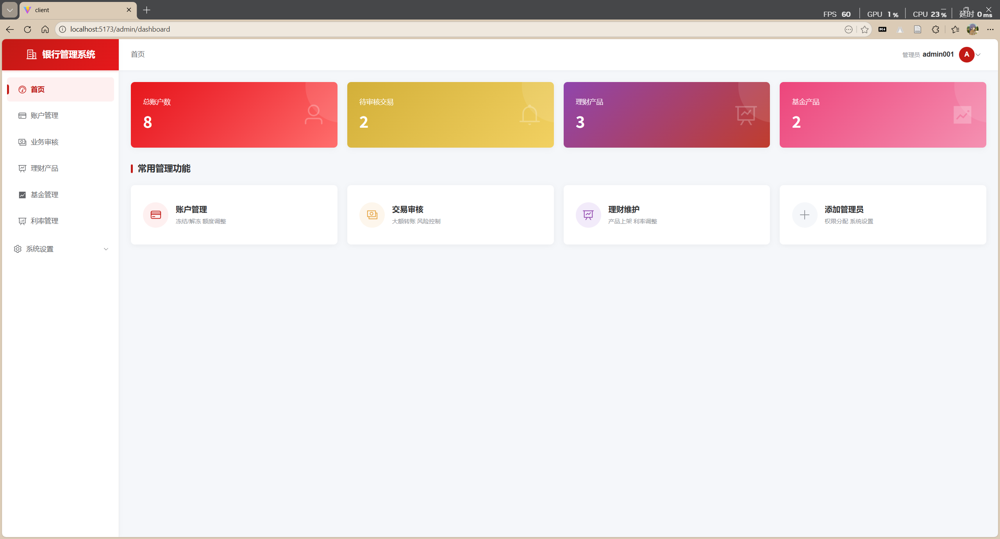 client
FPS 60 GPU 1 % CPU 23 % 延时 0 ms
localhost:5173/admin/dashboard
M↓
银行管理系统
首页
管理员 admin001 A
首页
账户管理
业务审核
理财产品
基金管理
利率管理
系统设置
总账户数
8
待审核交易
2
理财产品
3
基金产品
2
常用管理功能
账户管理
冻结/解冻 额度调整
交易审核
大额转账 风险控制
理财维护
产品上架 利率调整
添加管理员
权限分配 系统设置